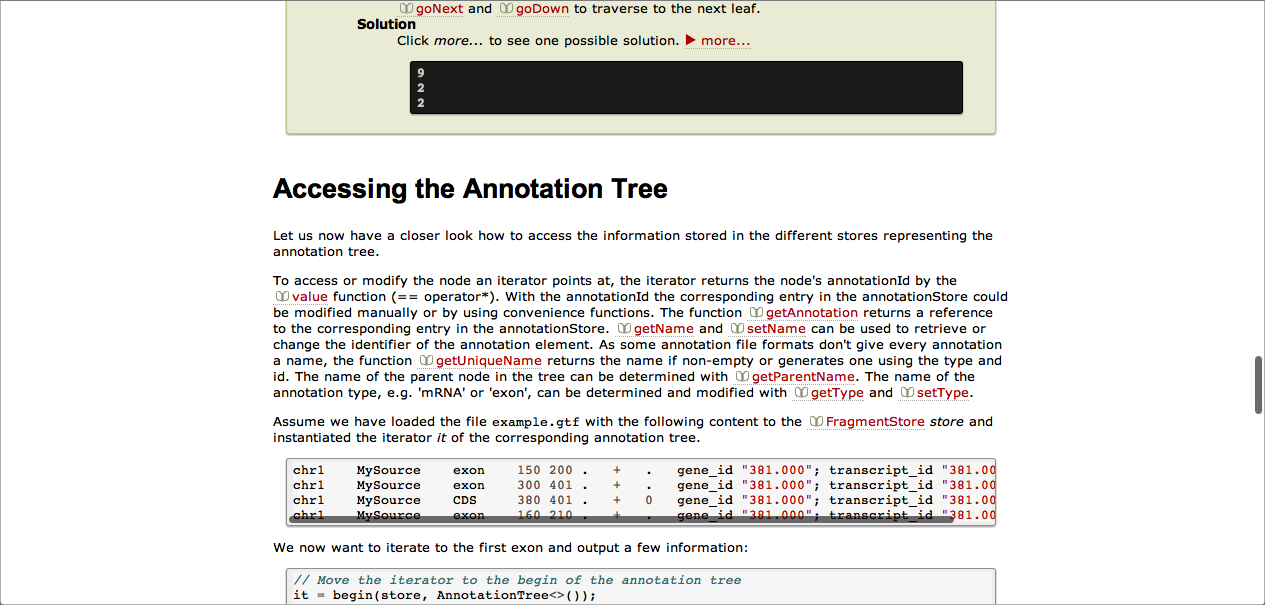 goNext and goDown to traverse to the next leaf.
Solution
Click more... to see one possible solution. ▶ more...
9
2
2
Accessing the Annotation Tree
Let us now have a closer look how to access the information stored in the different stores representing the
annotation tree.
To access or modify the node an iterator points at, the iterator returns the node's annotationId by the
value function (== operator*). With the annotationId the corresponding entry in the annotationStore could
be modified manually or by using convenience functions. The function getAnnotation returns a reference
to the corresponding entry in the annotationStore. getName and setName can be used to retrieve or
change the identifier of the annotation element. As some annotation file formats don't give every annotation
a name, the function getUniqueName returns the name if non-empty or generates one using the type and
id. The name of the parent node in the tree can be determined with getParentName. The name of the
annotation type, e.g. 'mRNA' or 'exon', can be determined and modified with getType and setType.
Assume we have loaded the file example.gtf with the following content to the FragmentStore store and
instantiated the iterator it of the corresponding annotation tree.
chr1 MySource exon 150 200 . + . gene_id "381.000"; transcript_id "381.00
chr1 MySource exon 300 401 . + . gene_id "381.000"; transcript_id "381.00
chr1 MySource CDS 380 401 . + 0 gene_id "381.000"; transcript_id "381.00
chr1 MySource exon 160 210 . + . gene_id "381.000"; transcript_id "381.00
We now want to iterate to the first exon and output a few information:
// Move the iterator to the begin of the annotation tree
it = begin(store, AnnotationTree<>());